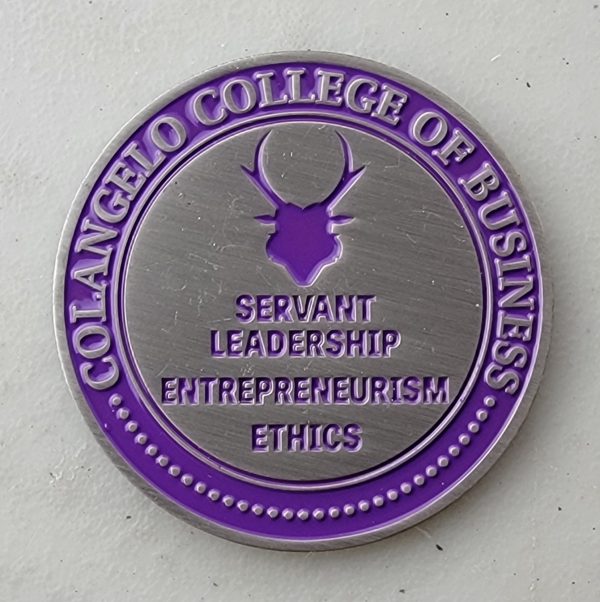 COLANGELO COLLEGE OF BUSINESS
SERVANT
LEADERSHIP
ENTREPRENEURISM
ETHICS